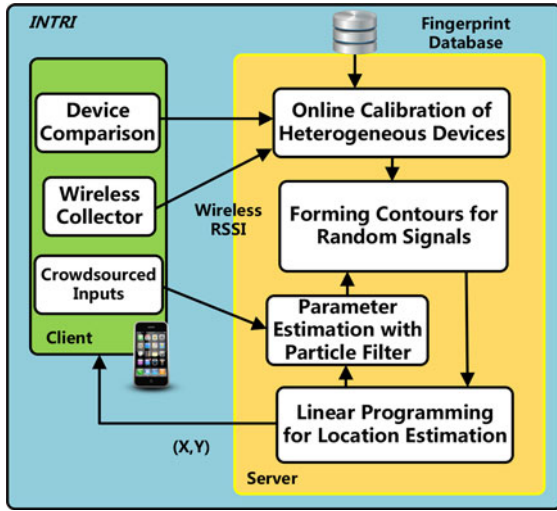 INTRI
Fingerprint
Database
Device
Comparison
Online Calibration of
Heterogeneous Devices
Wireless
Collector
Wireless
RSSI
Forming Contours for
Random Signals
Crowdsourced
Inputs
Parameter
Estimation with
Particle Filter
Client
Linear Programming
for Location Estimation
(X,Y)
Server